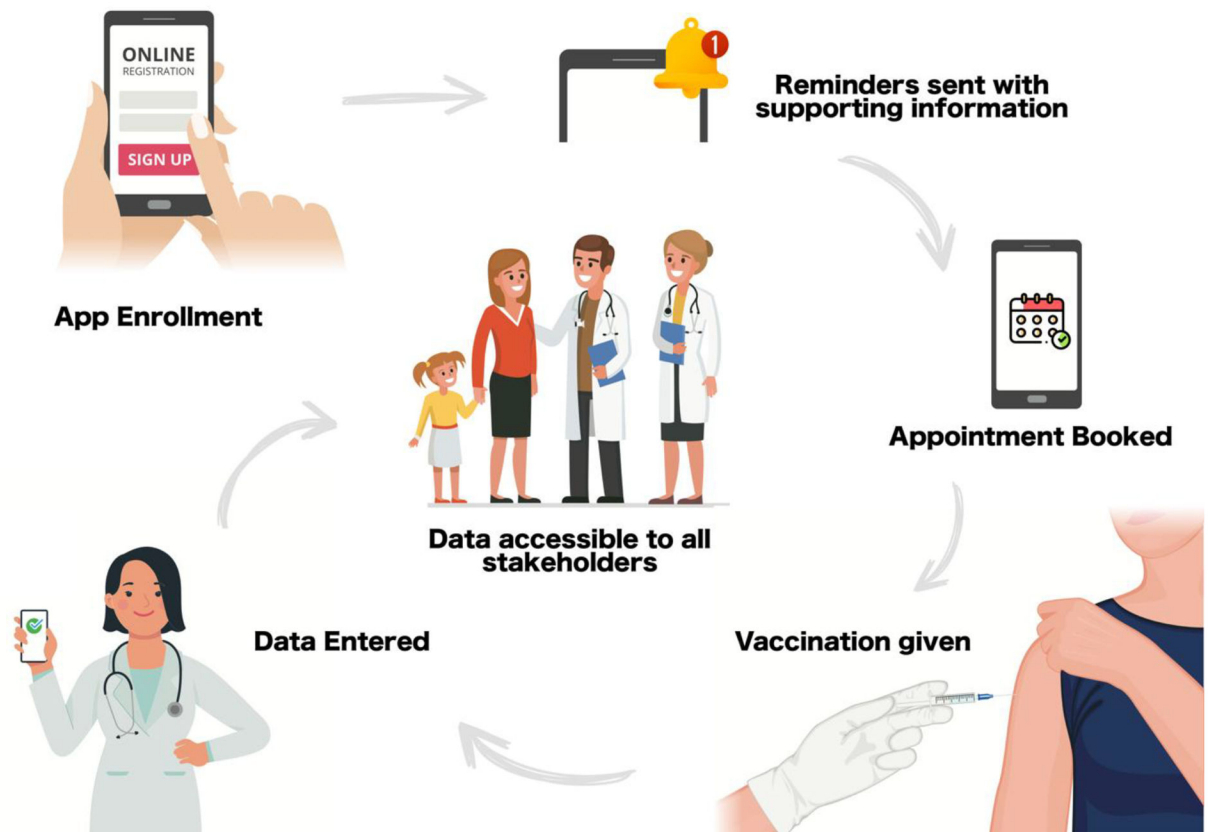 ONLINE
REGISTRATION
SIGN UP
1
Reminders sent with
supporting information
App Enrollment
Appointment Booked
Data accessible to all
stakeholders
Data Entered
Vaccination given